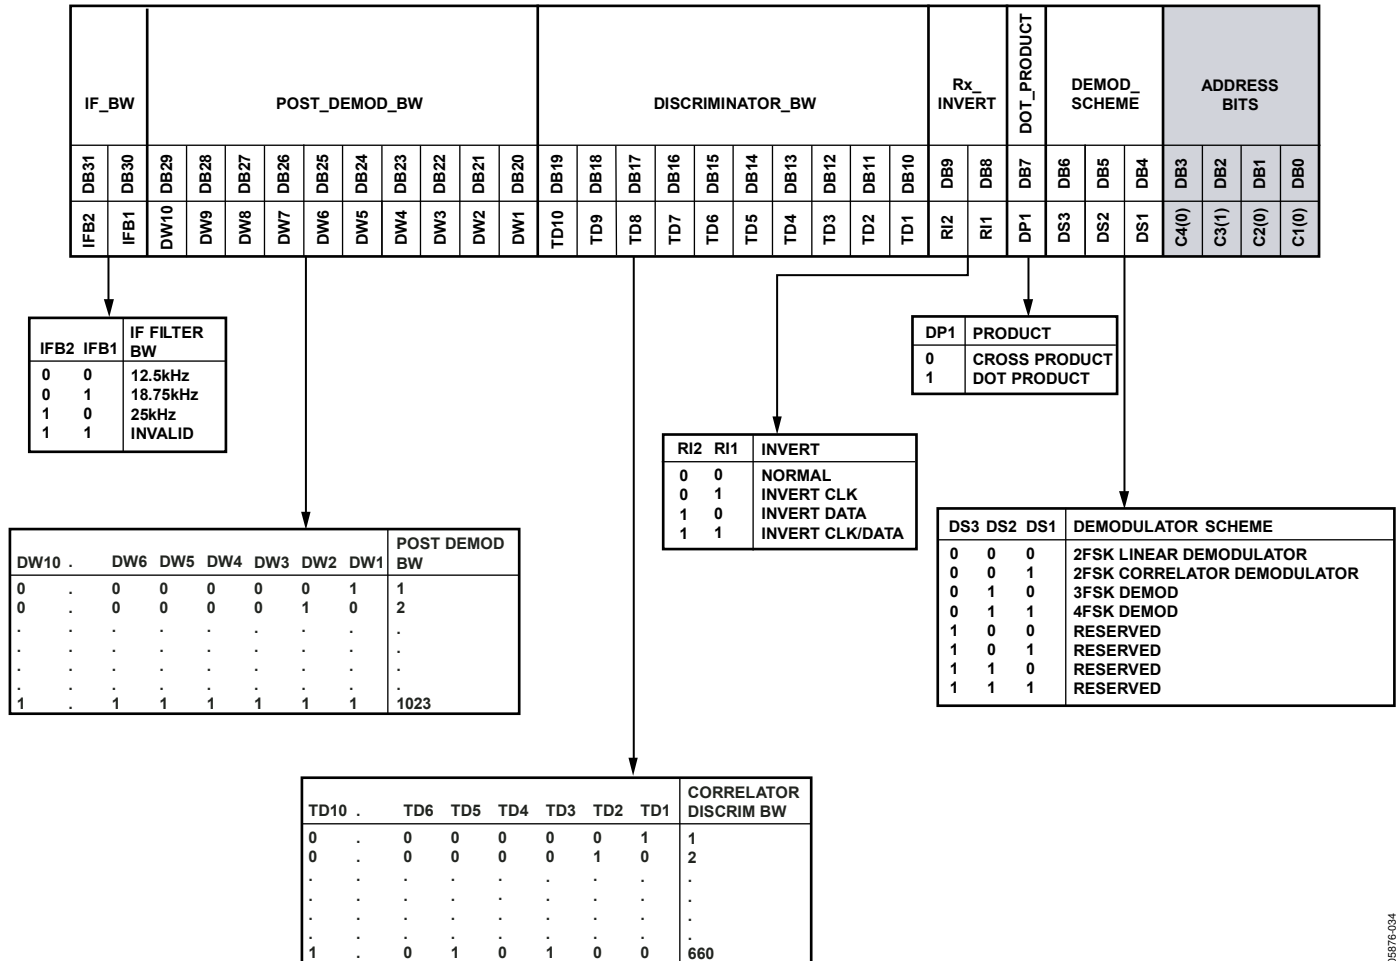 IF_BW POST_DEMOD_BW DISCRIMINATOR_BW Rx_ INVERT DOT_PRODUCT DEMOD_ SCHEME ADDRESS BITS
DB31 DB30 DB29 DB28 DB27 DB26 DB25 DB24 DB23 DB22 DB21 DB20 DB19 DB18 DB17 DB16 DB15 DB14 DB13 DB12 DB11 DB10 DB9 DB8 DB7 DB6 DB5 DB4 DB3 DB2 DB1 DB0
IFB2 IFB1 DW10 DW9 DW8 DW7 DW6 DW5 DW4 DW3 DW2 DW1 TD10 TD9 TD8 TD7 TD6 TD5 TD4 TD3 TD2 TD1 RI2 RI1 DP1 DS3 DS2 DS1 C4(0) C3(1) C2(0) C1(0)
IFB2 IFB1 IF FILTER BW
0 0 12.5kHz
0 1 18.75kHz
1 0 25kHz
1 1 INVALID
DP1 PRODUCT
0 CROSS PRODUCT
1 DOT PRODUCT
RI2 RI1 INVERT
0 0 NORMAL
0 1 INVERT CLK
1 0 INVERT DATA
1 1 INVERT CLK/DATA
DS3 DS2 DS1 DEMODULATOR SCHEME
0 0 0 2FSK LINEAR DEMODULATOR
0 0 1 2FSK CORRELATOR DEMODULATOR
0 1 0 3FSK DEMOD
0 1 1 4FSK DEMOD
1 0 0 RESERVED
1 0 1 RESERVED
1 1 0 RESERVED
1 1 1 RESERVED
DW10 . DW6 DW5 DW4 DW3 DW2 DW1 POST DEMOD BW
0 . 0 0 0 0 0 1 1
0 . 0 0 0 0 1 0 2
. . . . . . . . .
. . . . . . . . .
. . . . . . . . .
. . . . . . . . .
1 . 1 1 1 1 1 1 1023
TD10 . TD6 TD5 TD4 TD3 TD2 TD1 CORRELATOR DISCRIM BW
0 . 0 0 0 0 0 1 1
0 . 0 0 0 0 1 0 2
. . . . . . . . .
. . . . . . . . .
. . . . . . . . .
. . . . . . . . .
1 . 0 1 0 1 0 0 660
05876-034